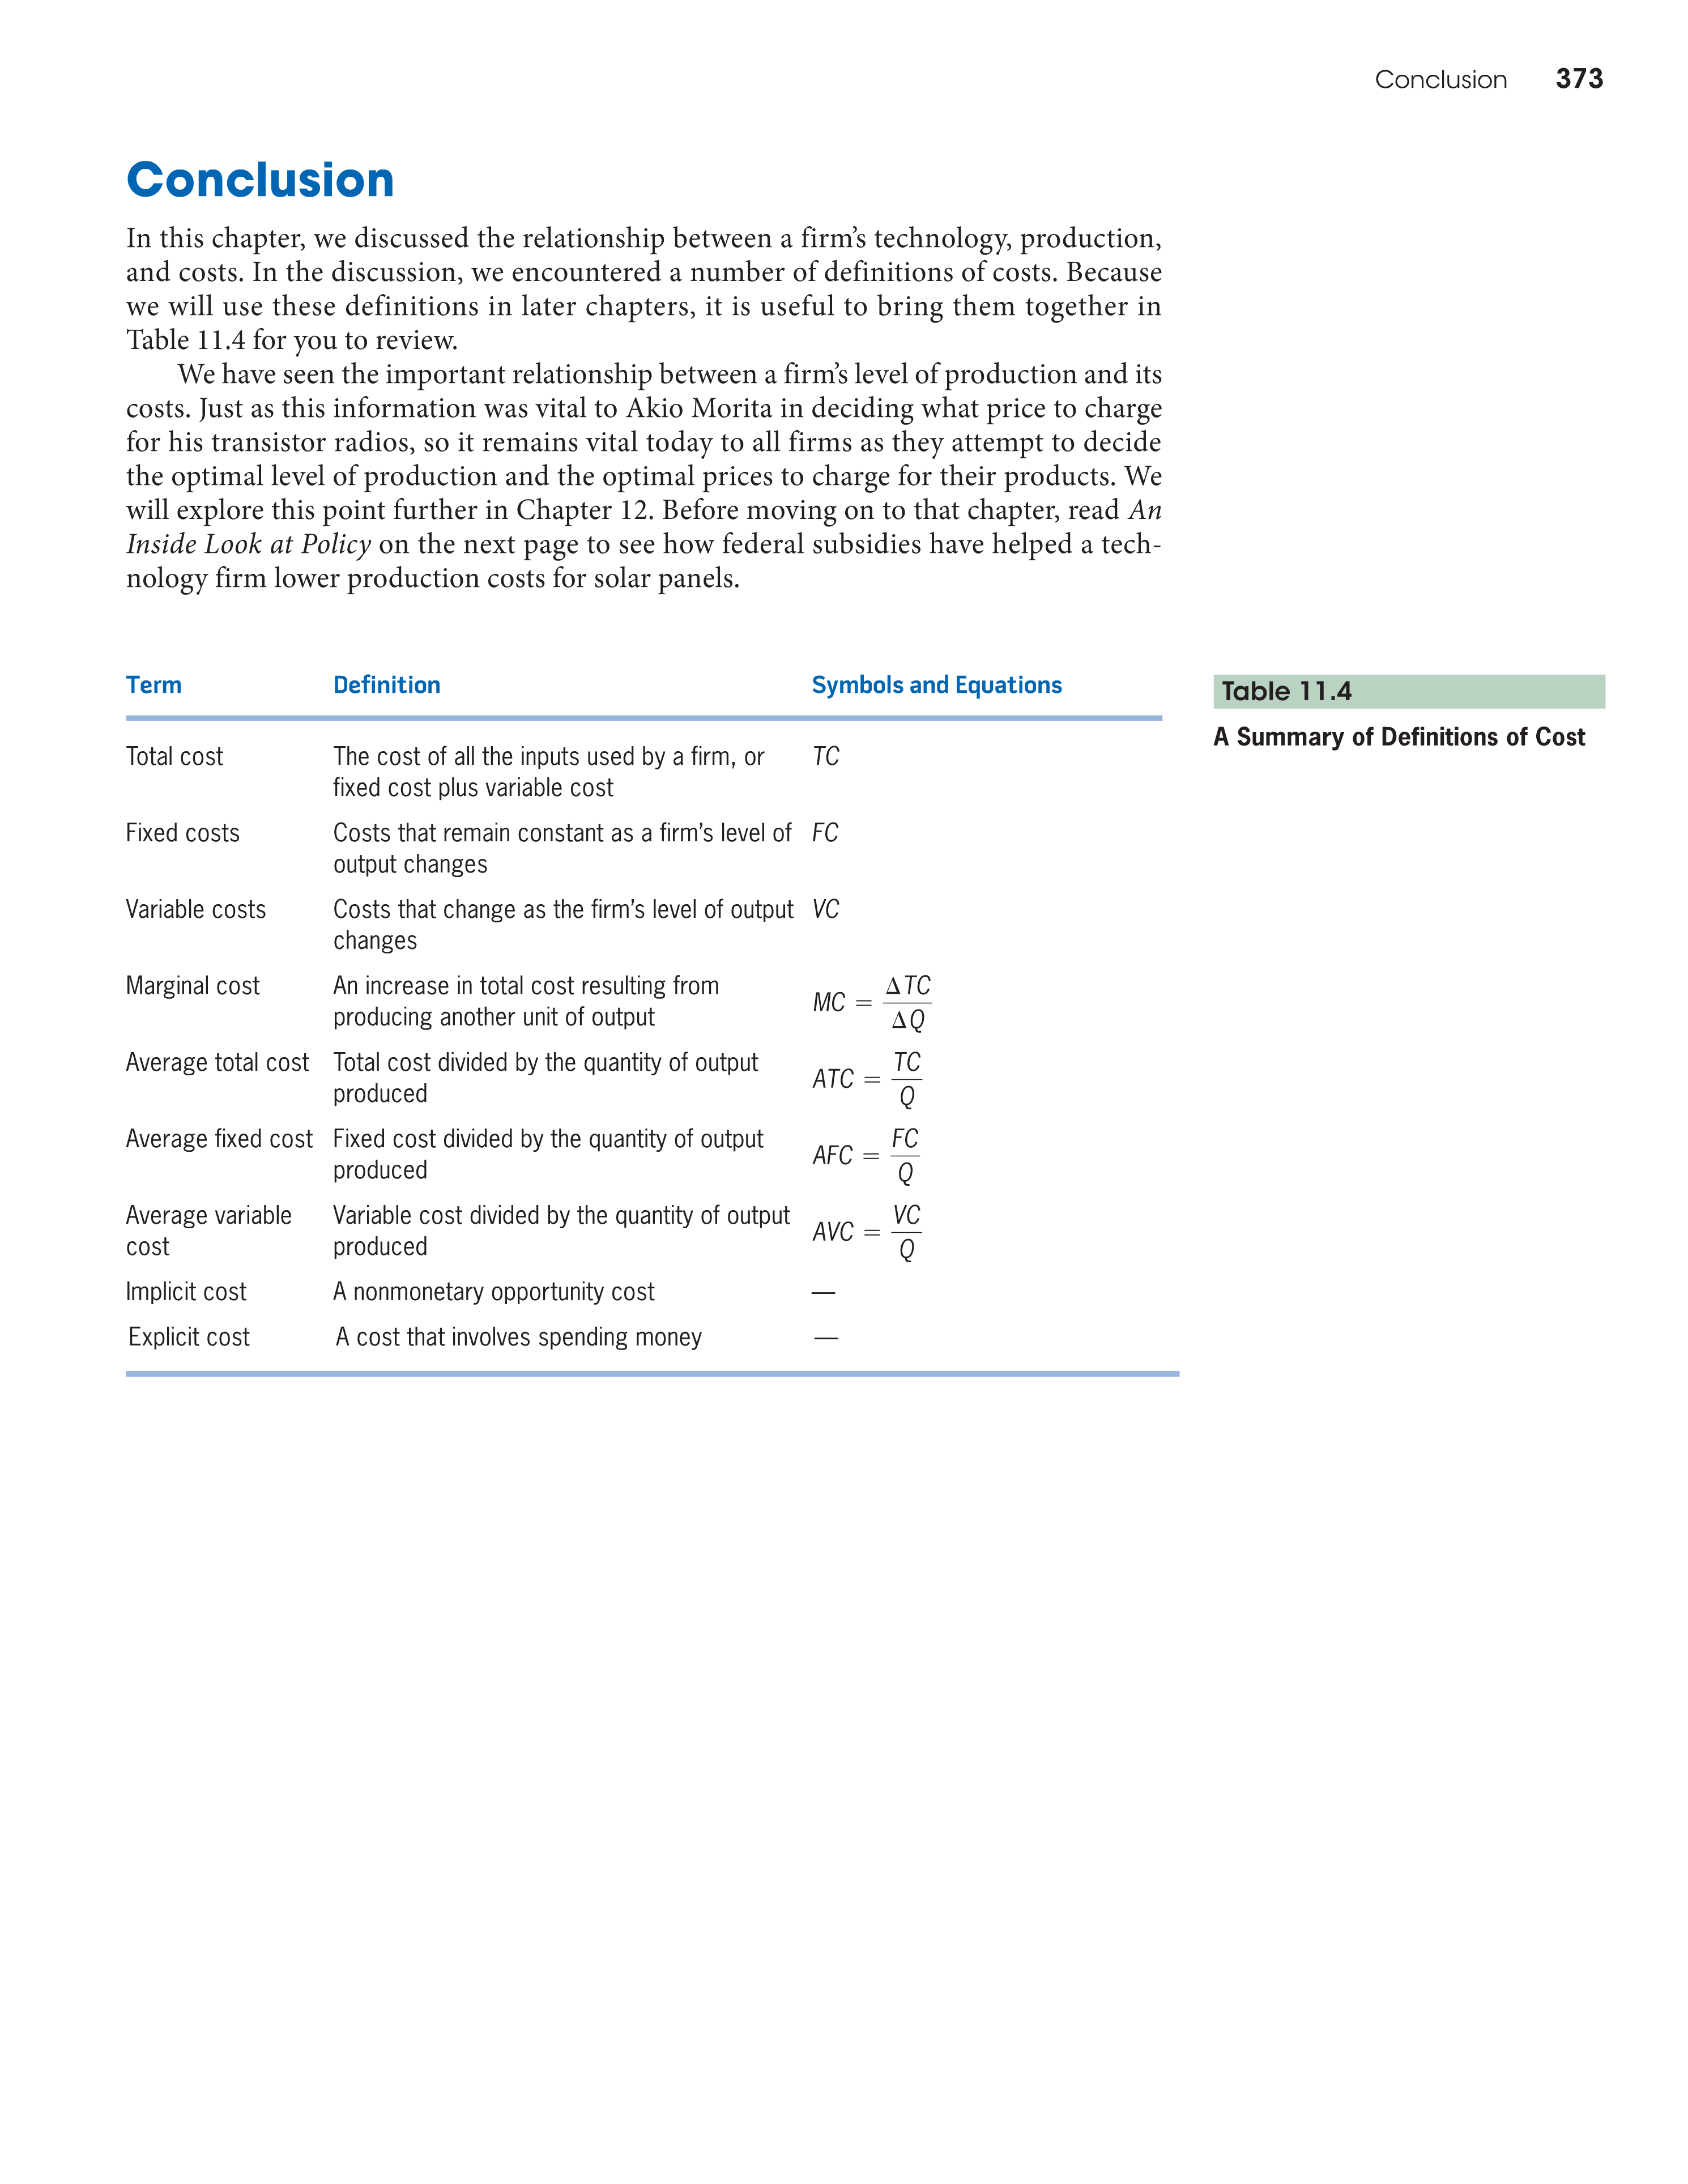 Conclusion 373
Conclusion
In this chapter, we discussed the relationship between a firm's technology, production,
and costs. In the discussion, we encountered a number of definitions of costs. Because
we will use these definitions in later chapters, it is useful to bring them together in
Table 11.4 for you to review.
We have seen the important relationship between a firm's level of production and its
costs. Just as this information was vital to Akio Morita in deciding what price to charge
for his transistor radios, so it remains vital today to all firms as they attempt to decide
the optimal level of production and the optimal prices to charge for their products. We
will explore this point further in Chapter 12. Before moving on to that chapter, read An
Inside Look at Policy on the next page to see how federal subsidies have helped a tech-
nology firm lower production costs for solar panels.
Term Definition Symbols and Equations
Total cost The cost of all the inputs used by a firm, or TC
fixed cost plus variable cost
Fixed costs Costs that remain constant as a firm's level of FC
output changes
Variable costs Costs that change as the firm's level of output VC
changes
Marginal cost An increase in total cost resulting from
producing another unit of output
MC = ΔTC / ΔQ
Average total cost Total cost divided by the quantity of output
produced
ATC = TC / Q
Average fixed cost Fixed cost divided by the quantity of output
produced
AFC = FC / Q
Average variable Variable cost divided by the quantity of output
cost produced
AVC = VC / Q
Implicit cost A nonmonetary opportunity cost —
Explicit cost A cost that involves spending money —
Table 11.4
A Summary of Definitions of Cost